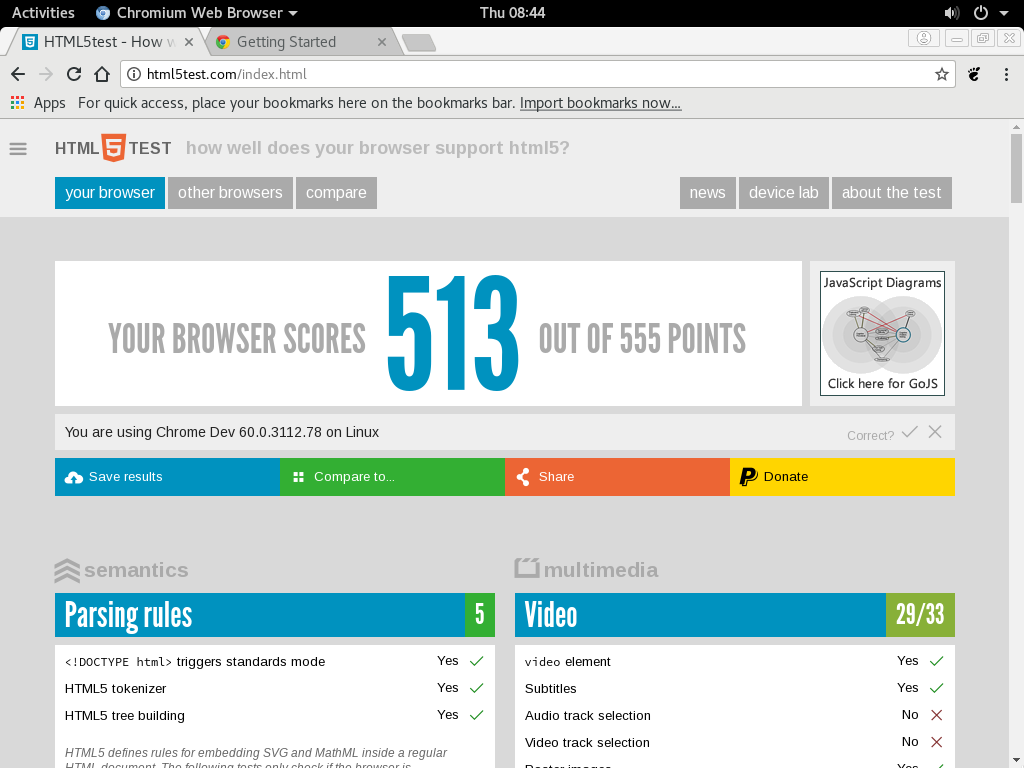 Activities Chromium Web Browser Thu 08:44
HTML5test - How w Getting Started
html5test.com/index.html
Apps For quick access, place your bookmarks here on the bookmarks bar. Import bookmarks now...
HTML 5 TEST how well does your browser support html5?
your browser other browsers compare news device lab about the test
JavaScript Diagrams
YOUR BROWSER SCORES 513 OUT OF 555 POINTS
Click here for GoJS
You are using Chrome Dev 60.0.3112.78 on Linux Correct?
Save results Compare to... Share Donate
semantics
Parsing rules 5
<!DOCTYPE html> triggers standards mode Yes
HTML5 tokenizer Yes
HTML5 tree building Yes
HTML5 defines rules for embedding SVG and MathML inside a regular
HTML document. The following tests only check if the browser is
multimedia
Video 29/33
video element Yes
Subtitles Yes
Audio track selection No
Video track selection No
Poster images Yes